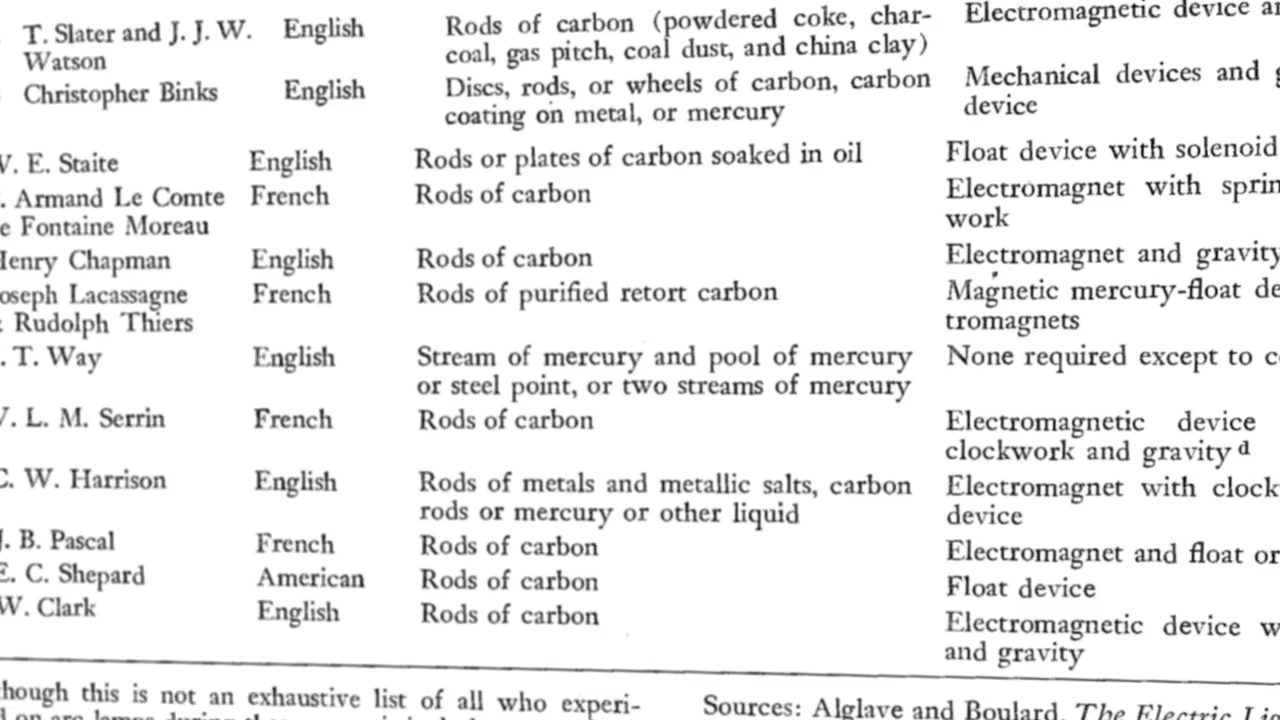 T. Slater and J. J. W. English Rods of carbon (powdered coke, char- Electromagnetic device
Watson coal, gas pitch, coal dust, and china clay)
Christopher Binks English Discs, rods, or wheels of carbon, carbon Mechanical devices and
coating on metal, or mercury device
E. Staite English Rods or plates of carbon soaked in oil Float device with solenoid
Armand Le Comte French Rods of carbon Electromagnet with
Fontaine Moreau work
Chapman English Rods of carbon Electromagnet and gravity
Lacassagne French Rods of purified retort carbon Magnetic mercury-float
Rudolph Thiers tromagnets
T. Way English Stream of mercury and pool of mercury None required except to
or steel point, or two streams of mercury
L. M. Serrin French Rods of carbon Electromagnetic device
clockwork and gravity d
C. W. Harrison English Rods of metals and metallic salts, carbon Electromagnet with
rods or mercury or other liquid device
J. B. Pascal French Rods of carbon Electromagnet and float or
E. C. Shepard American Rods of carbon Float device
W. Clark English Rods of carbon Electromagnetic device
and gravity
though this is not an exhaustive list of all who experi- Sources: Alglave and Boulard, The Electric